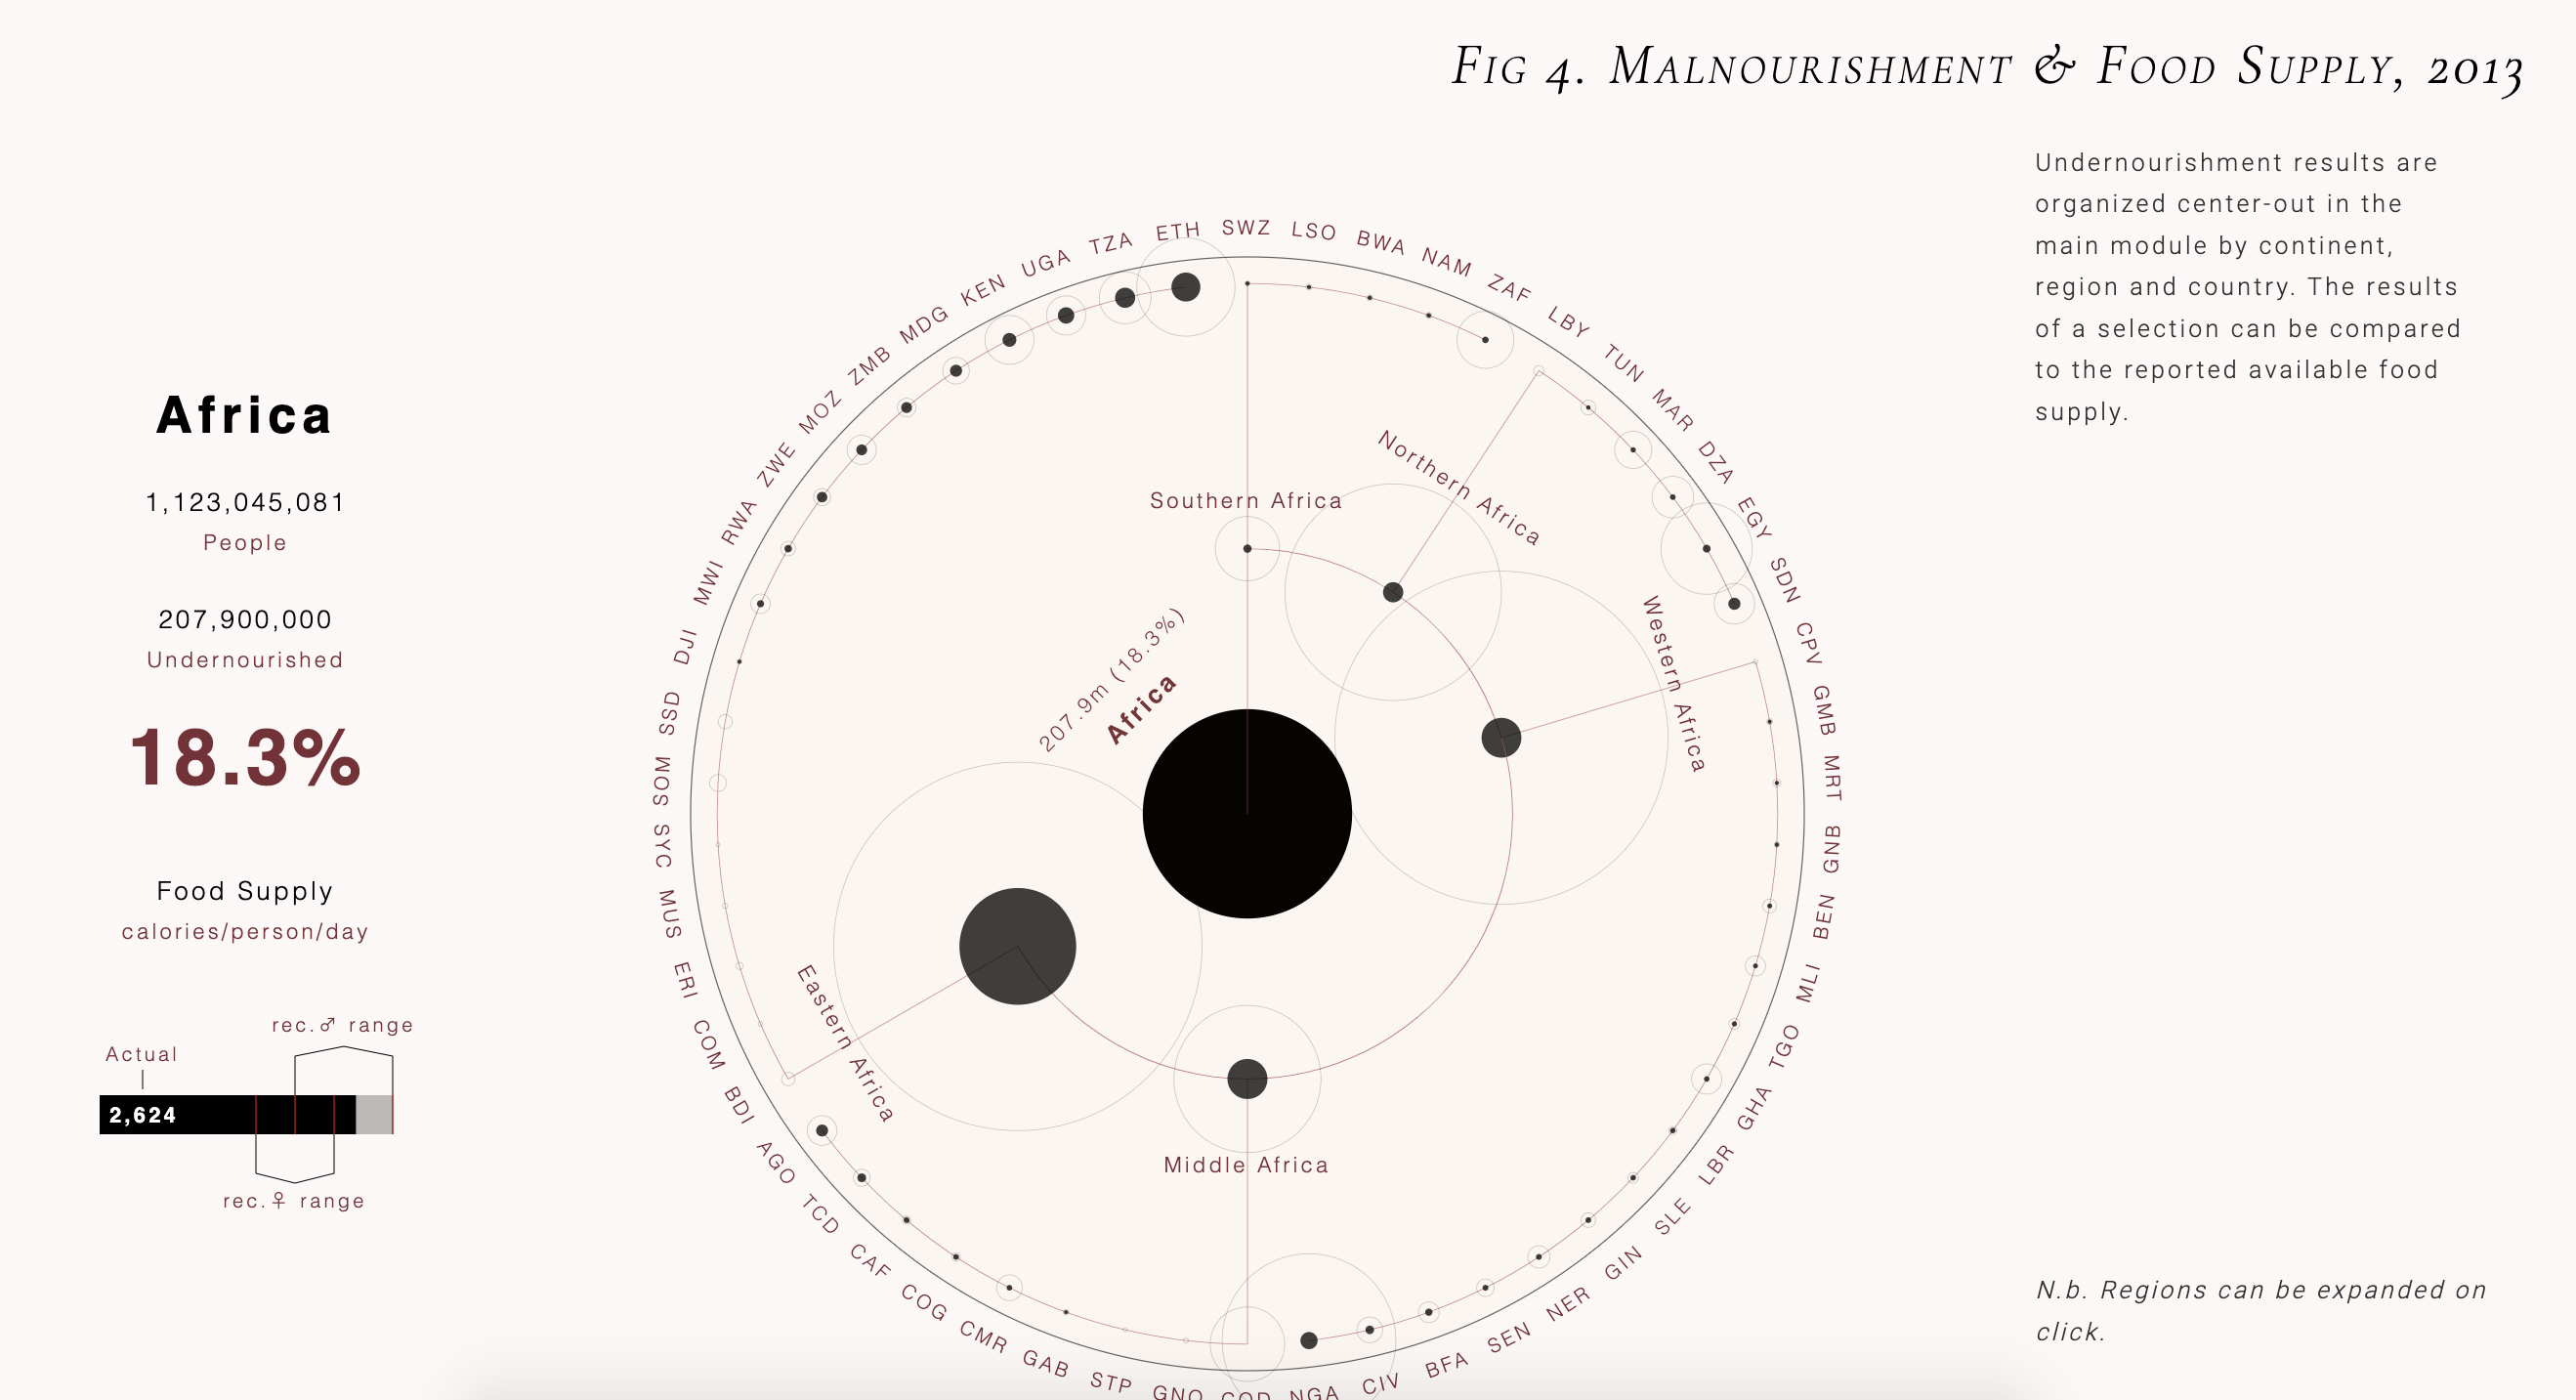 Fig 4. Malnourishment & Food Supply, 2013
Undernourishment results are
organized center-out in the
main module by continent,
region and country. The results
of a selection can be compared
to the reported available food
supply.
Africa
1,123,045,081
People
207,900,000
Undernourished
18.3%
Food Supply
calories/person/day
rec.♂ range
Actual
2,624
rec.♀ range
SWZ
LSO
BWA
NAM
ZAF
LBY
TUN
MAR
DZA
EGY
SDN
CPV
GMB
MRT
GNB
BEN
MLI
TGO
GHA
LBR
SLE
GIN
NER
SEN
BFA
CIV
NGA
COD
GNQ
STP
GAB
CMR
COG
CAF
TCD
AGO
BDI
COM
ERI
MUS
SYC
SOM
SSD
DJI
MWI
RWA
ZWE
MOZ
ZMB
MDG
KEN
UGA
TZA
ETH
Southern Africa
Northern Africa
Western Africa
207.9m (18.3%)
Africa
Eastern Africa
Middle Africa
N.b. Regions can be expanded on
click.